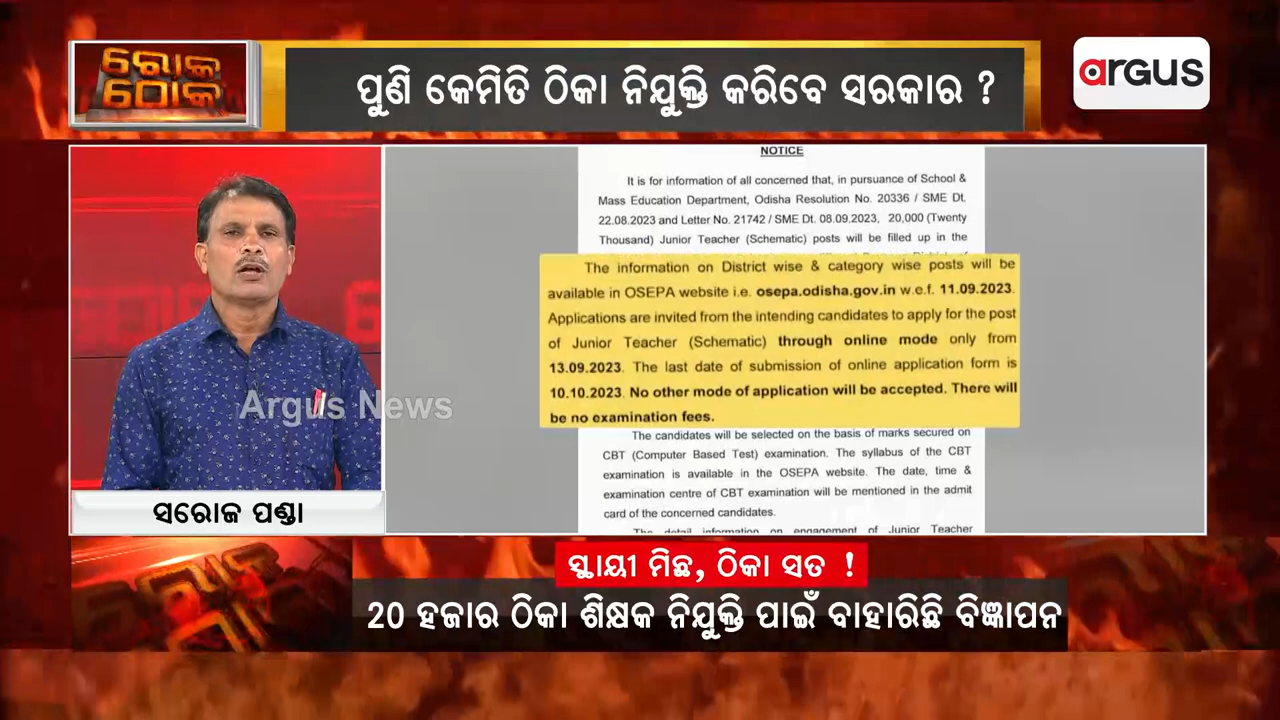 ରୋକ
ଠୋକ
ପୁଣି କେମିତି ଠିକା ନିଯୁକ୍ତି କରିବେ ସରକାର ?
argus
NOTICE
It is for information of all concerned that, in pursuance of School &
Mass Education Department, Odisha Resolution No. 20336 / SME Dt.
22.08.2023 and Letter No. 21742 / SME Dt. 08.09.2023, 20,000 (Twenty
Thousand) Junior Teacher (Schematic) posts will be filled up in the
The information on District wise & category wise posts will be
available in OSEPA website i.e. osepa.odisha.gov.in w.e.f. 11.09.2023.
Applications are invited from the intending candidates to apply for the post
of Junior Teacher (Schematic) through online mode only from
13.09.2023. The last date of submission of online application form is
10.10.2023. No other mode of application will be accepted. There will
be no examination fees.
The candidates will be selected on the basis of marks secured on
CBT (Computer Based Test) examination. The syllabus of the CBT
examination is available in the OSEPA website. The date, time &
examination centre of CBT examination will be mentioned in the admit
card of the concerned candidates.
The detail information on engagement of Junior Teacher
Argus News
ସରୋଜ ପଣ୍ଡା
ସ୍ଥାୟୀ ମିଛ, ଠିକା ସତ !
20 ହଜାର ଠିକା ଶିକ୍ଷକ ନିଯୁକ୍ତି ପାଇଁ ବାହାରିଛି ବିଜ୍ଞାପନ